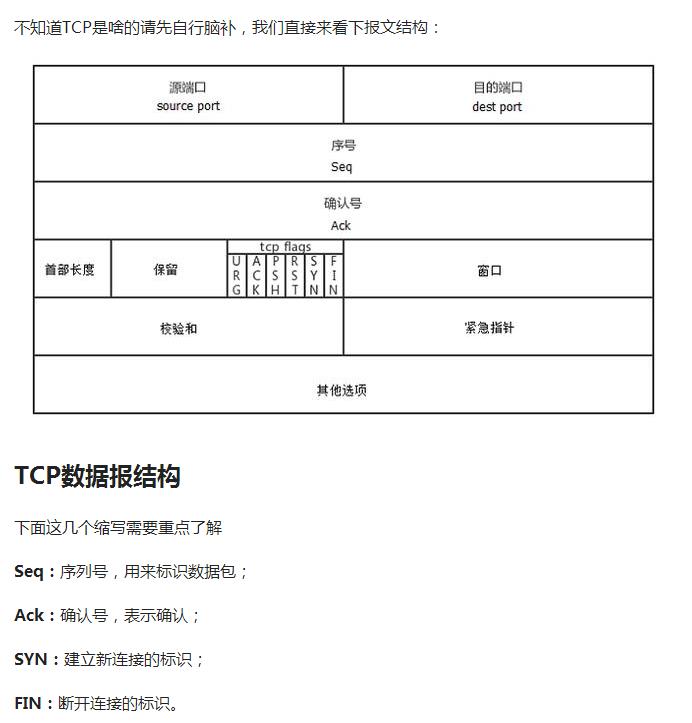 不知道TCP是啥的请先自行脑补，我们直接来看下报文结构：
源端口
source port
目的端口
dest port
序号
Seq
确认号
Ack
首部长度
保留
tcp flags
URG
ACK
PSH
RST
SYN
FIN
窗口
校验和
紧急指针
其他选项
TCP数据报结构
下面这几个缩写需要重点了解
Seq：序列号，用来标识数据包；
Ack：确认号，表示确认；
SYN：建立新连接的标识；
FIN：断开连接的标识。